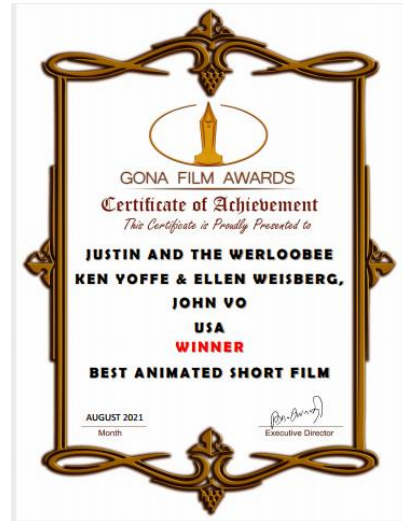 GONA FILM AWARDS
Certificate of Achievement
This Certificate is Proudly Presented to
JUSTIN AND THE WERLOOBEE
KEN YOFFE & ELLEN WEISBERG,
JOHN VO
USA
WINNER
BEST ANIMATED SHORT FILM
AUGUST 2021
Month
Executive Director